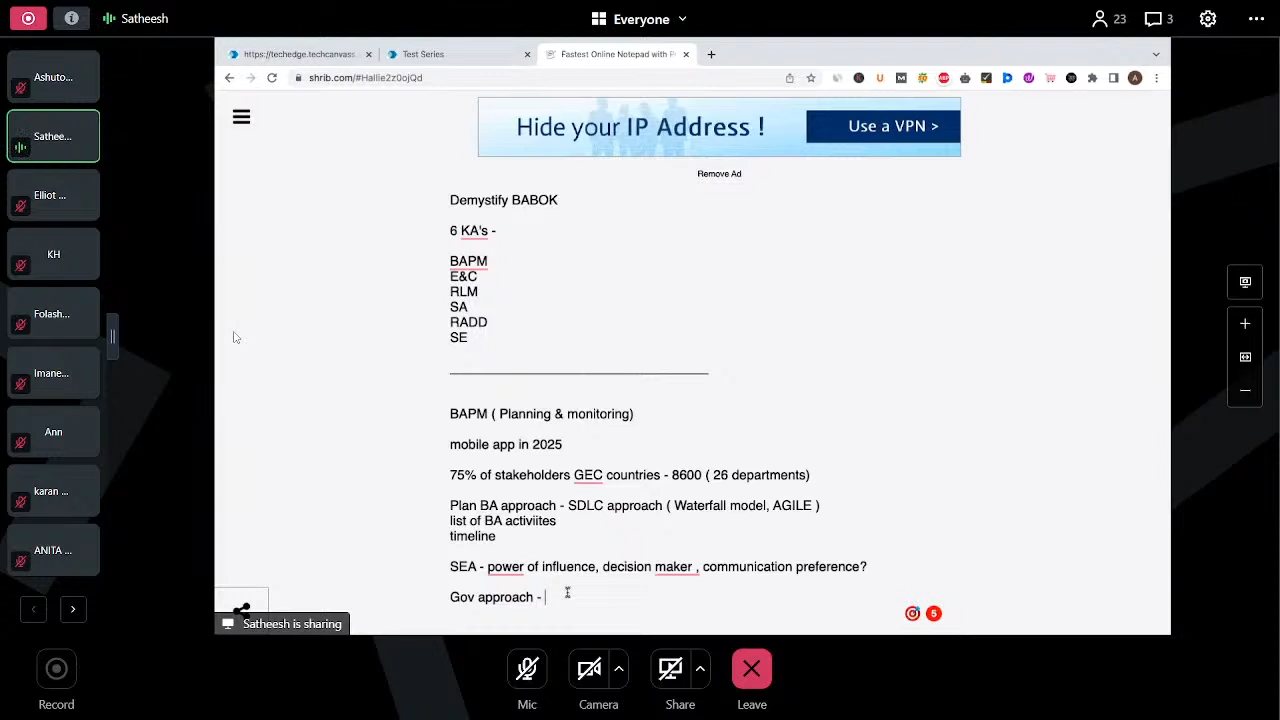 Satheesh
Everyone
23
3
Ashuto...
Sathee...
Elliot ...
KH
Folash...
Imane...
Ann
karan ...
ANITA ...
https://techedge.techcanvass
Test Series
Fastest Online Notepad with P
shrib.com/#Hallie2z0ojQd
Hide your IP Address !
Use a VPN >
Remove Ad
Demystify BABOK
6 KA's -
BAPM
E&C
RLM
SA
RADD
SE
BAPM ( Planning & monitoring)
mobile app in 2025
75% of stakeholders GEC countries - 8600 ( 26 departments)
Plan BA approach - SDLC approach ( Waterfall model, AGILE )
list of BA activiites
timeline
SEA - power of influence, decision maker , communication preference?
Gov approach -
5
Satheesh is sharing
Record
Mic
Camera
Share
Leave